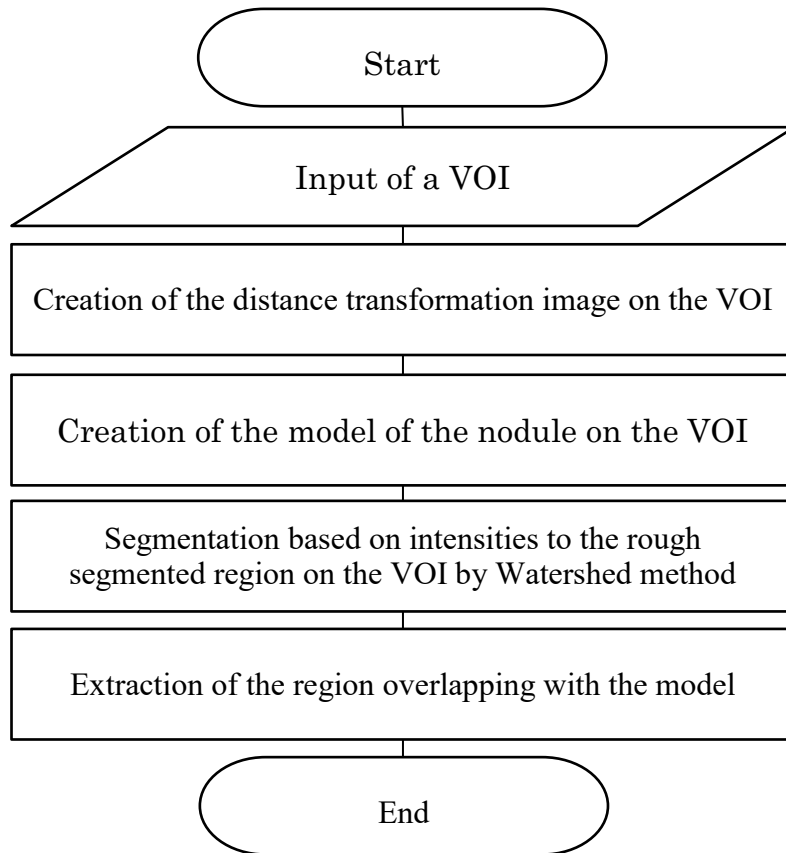 Start
Input of a VOI
Creation of the distance transformation image on the VOI
Creation of the model of the nodule on the VOI
Segmentation based on intensities to the rough
segmented region on the VOI by Watershed method
Extraction of the region overlapping with the model
End